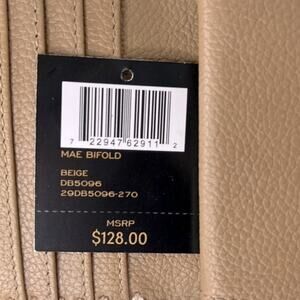 7 22947 62911 2
MAE BIFOLD
BEIGE
DB5096
29DB5096-270
MSRP
$128.00